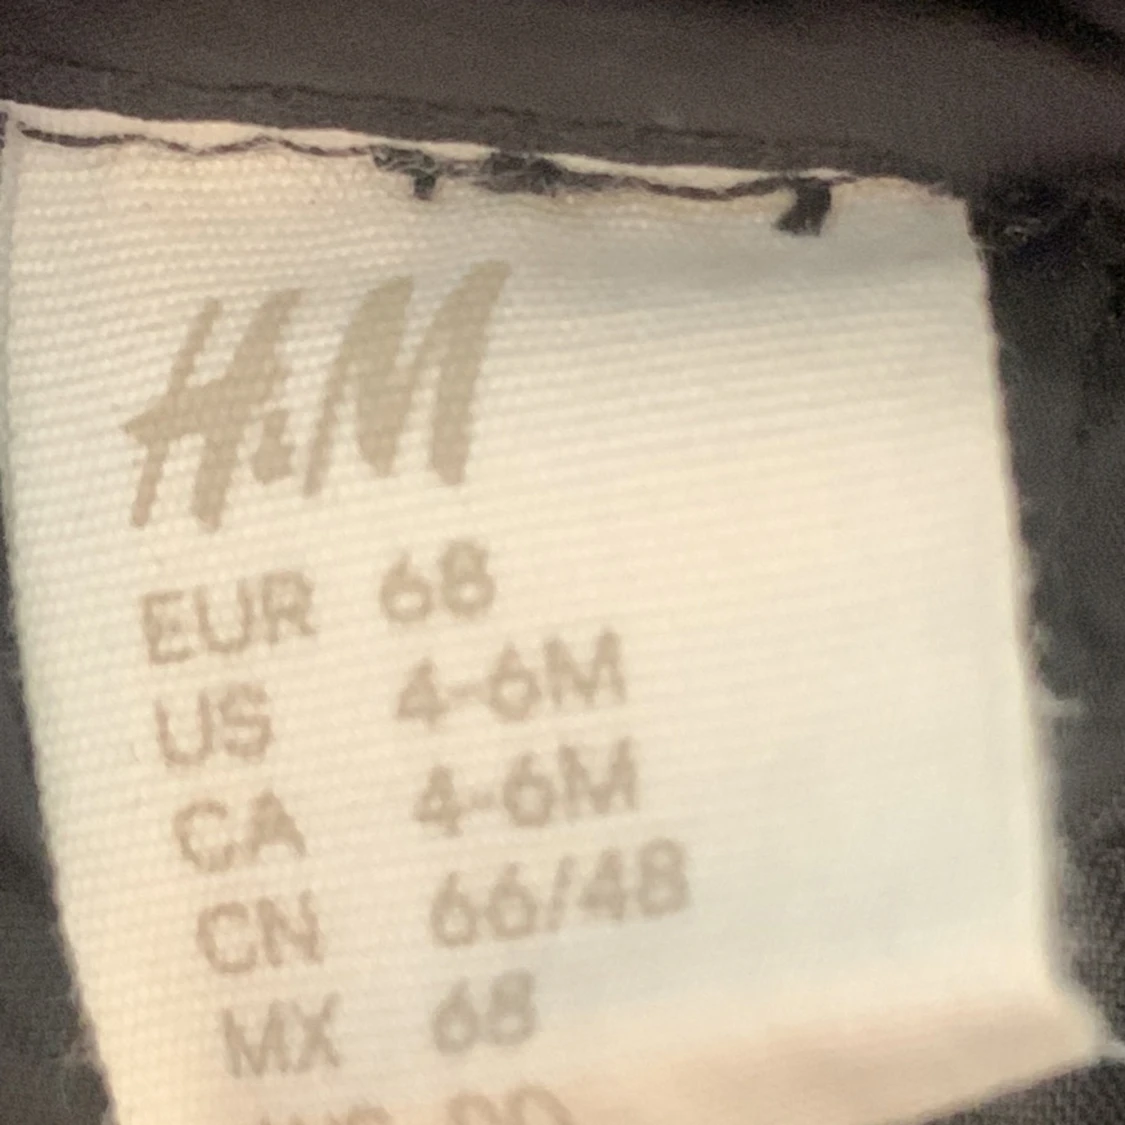 H&M
EUR 68
US 4-6M
CA 4-6M
CN 66/48
MX 68